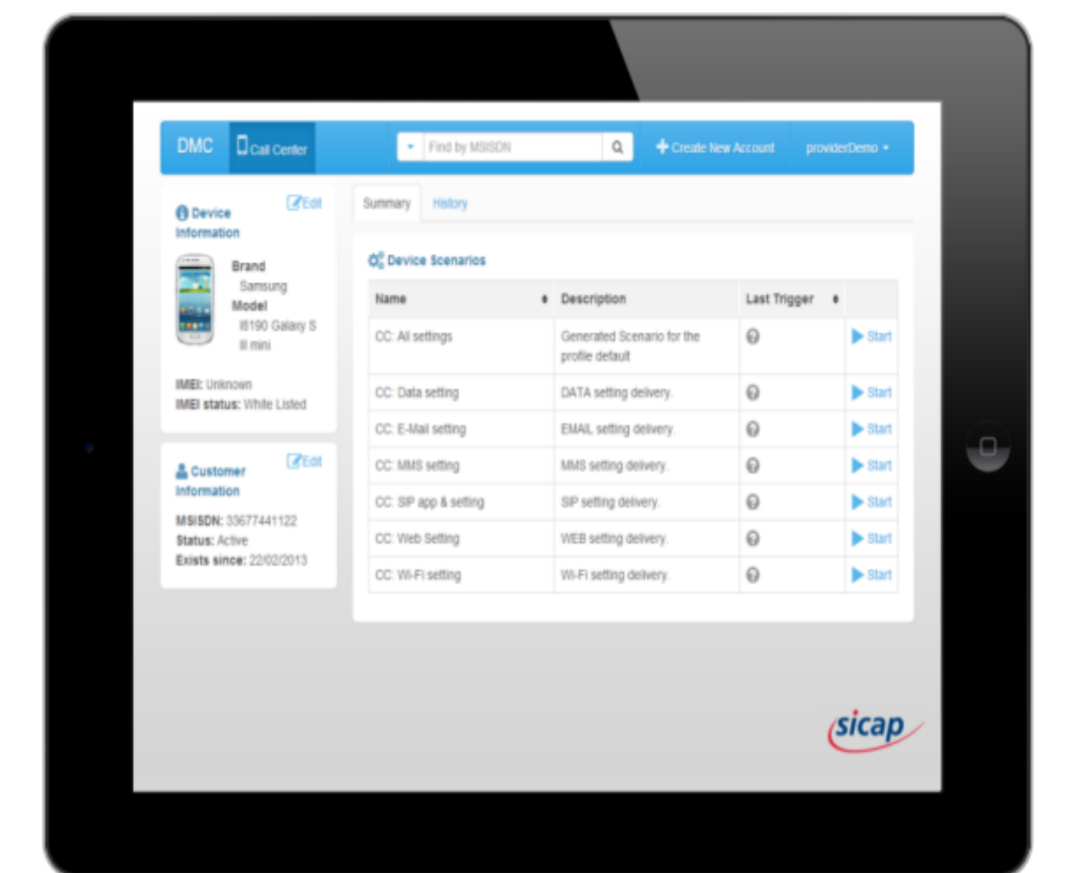 DMC
Call Center
Find by MSISDN
Create New Account
providerDemo
Device Information
Edit
Brand
Samsung
Model
I8190 Galaxy S
III mini
IMEI: Unknown
IMEI status: White Listed
Customer Information
Edit
MSISDN: 33677441122
Status: Active
Exists since: 22/02/2013
Summary History
Device Scenarios
Name Description Last Trigger
CC: All settings Generated Scenario for the profile default Start
CC: Data setting DATA setting delivery. Start
CC: E-Mail setting EMAIL setting delivery. Start
CC: MMS setting MMS setting delivery. Start
CC: SIP app & setting SIP setting delivery. Start
CC: Web Setting WEB setting delivery. Start
CC: Wi-Fi setting Wi-Fi setting delivery. Start
sicap